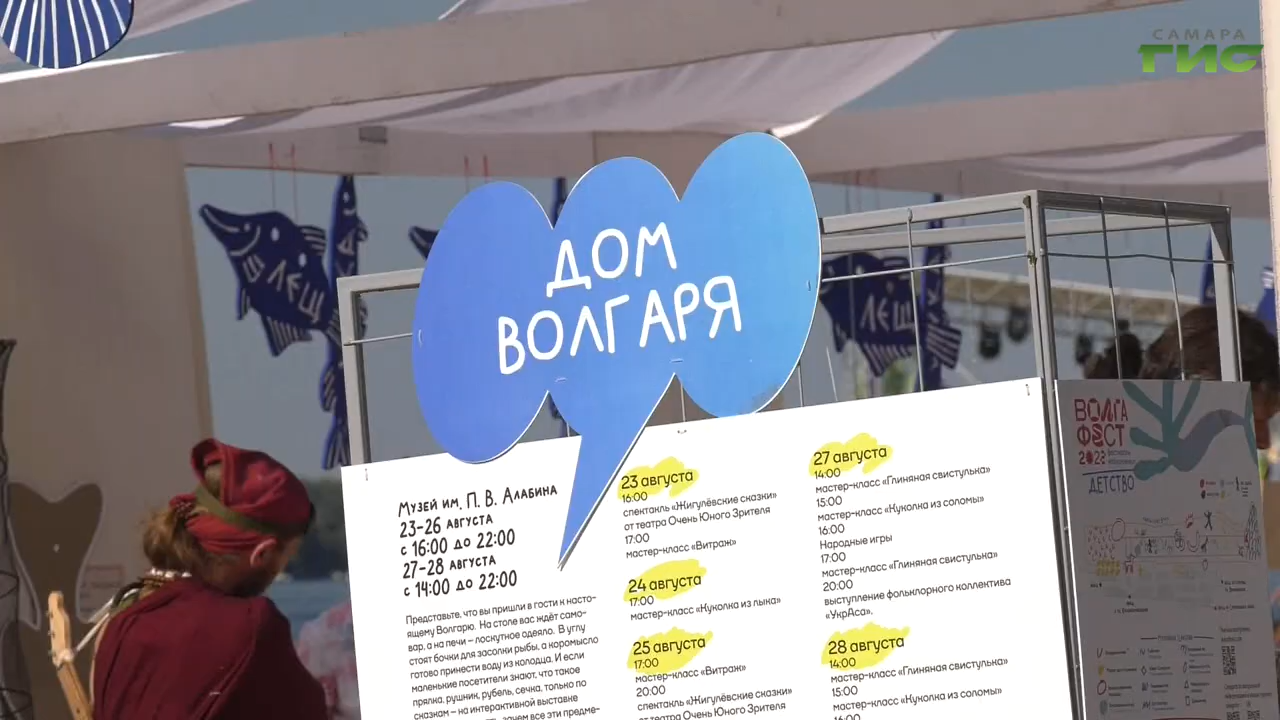 САМАРА
ГИС
ЛЕЩ
ЛЕЩ
ДОМ
ВОЛГАРЯ
Музей им. П. В. Алабина
23–26 августа
с 16:00 до 22:00
27–28 августа
с 14:00 до 22:00
Представьте, что вы пришли в гости к насто-
ящему Волгарю. На столе вас ждёт само-
вар, а на печи – лоскутное одеяло. В углу
стоят бочки для засолки рыбы, а коромысло
готово принести воду из колодца. И если
маленькие посетители знают, что такое
прялка, рушник, рубель, сечка, только по
сказкам – на интерактивной выставке
зачем все эти предме-
23 августа
16:00
спектакль «Жигулёвские сказки»
от театра Очень Юного Зрителя
17:00
мастер-класс «Витраж»
24 августа
17:00
мастер-класс «Куколка из лыка»
25 августа
17:00
мастер-класс «Витраж»
20:00
спектакль «Жигулёвские сказки»
от театра Очень Юного Зрителя
27 августа
14:00
мастер-класс «Глиняная свистулька»
15:00
мастер-класс «Куколка из соломы»
16:00
Народные игры
17:00
мастер-класс «Глиняная свистулька»
20:00
выступление фольклорного коллектива
«УкрАса».
28 августа
14:00
мастер-класс «Глиняная свистулька»
15:00
мастер-класс «Куколка из соломы»
16:00
ВОЛГА
ФЕСТ
2022
ДЕТСТВО